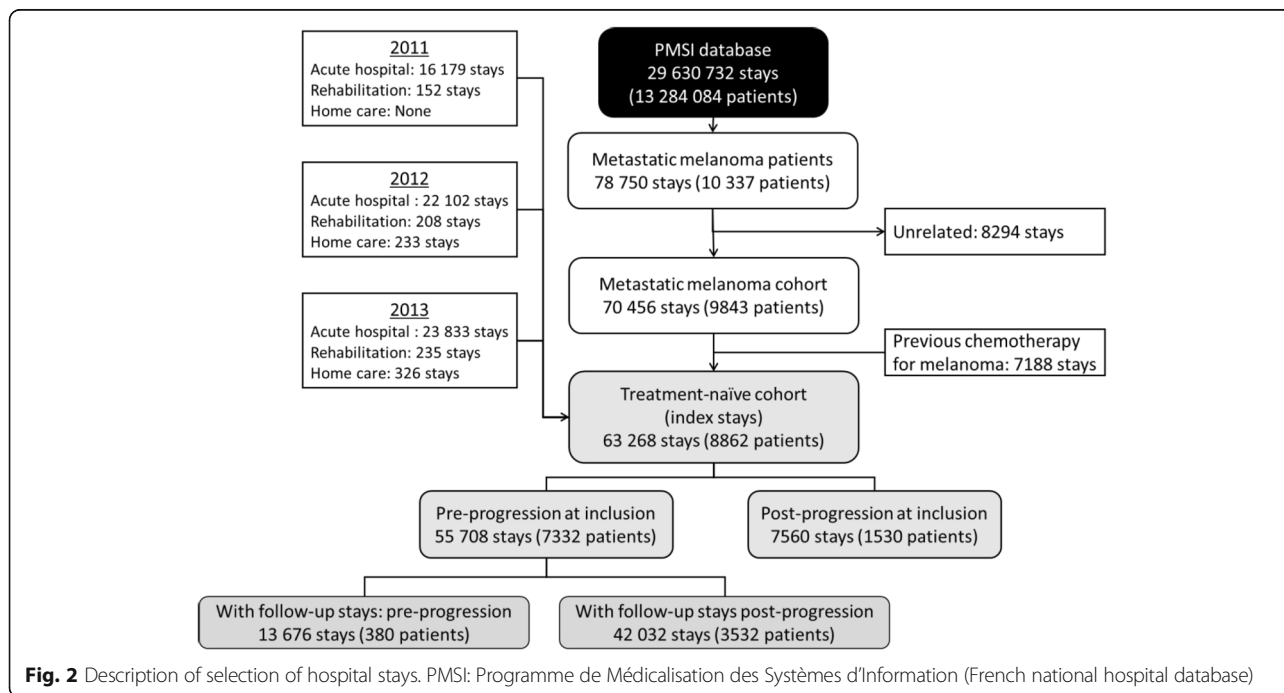 2011
Acute hospital: 16 179 stays
Rehabilitation: 152 stays
Home care: None
PMSI database
29 630 732 stays
(13 284 084 patients)
Metastatic melanoma patients
78 750 stays (10 337 patients)
2012
Acute hospital : 22 102 stays
Rehabilitation: 208 stays
Home care: 233 stays
Unrelated: 8294 stays
Metastatic melanoma cohort
70 456 stays (9843 patients)
2013
Acute hospital : 23 833 stays
Rehabilitation: 235 stays
Home care: 326 stays
Previous chemotherapy
for melanoma: 7188 stays
Treatment-naïve cohort
(index stays)
63 268 stays (8862 patients)
Pre-progression at inclusion
55 708 stays (7332 patients)
Post-progression at inclusion
7560 stays (1530 patients)
With follow-up stays: pre-progression
13 676 stays (380 patients)
With follow-up stays post-progression
42 032 stays (3532 patients)
Fig. 2 Description of selection of hospital stays. PMSI: Programme de Médicalisation des Systèmes d'Information (French national hospital database)